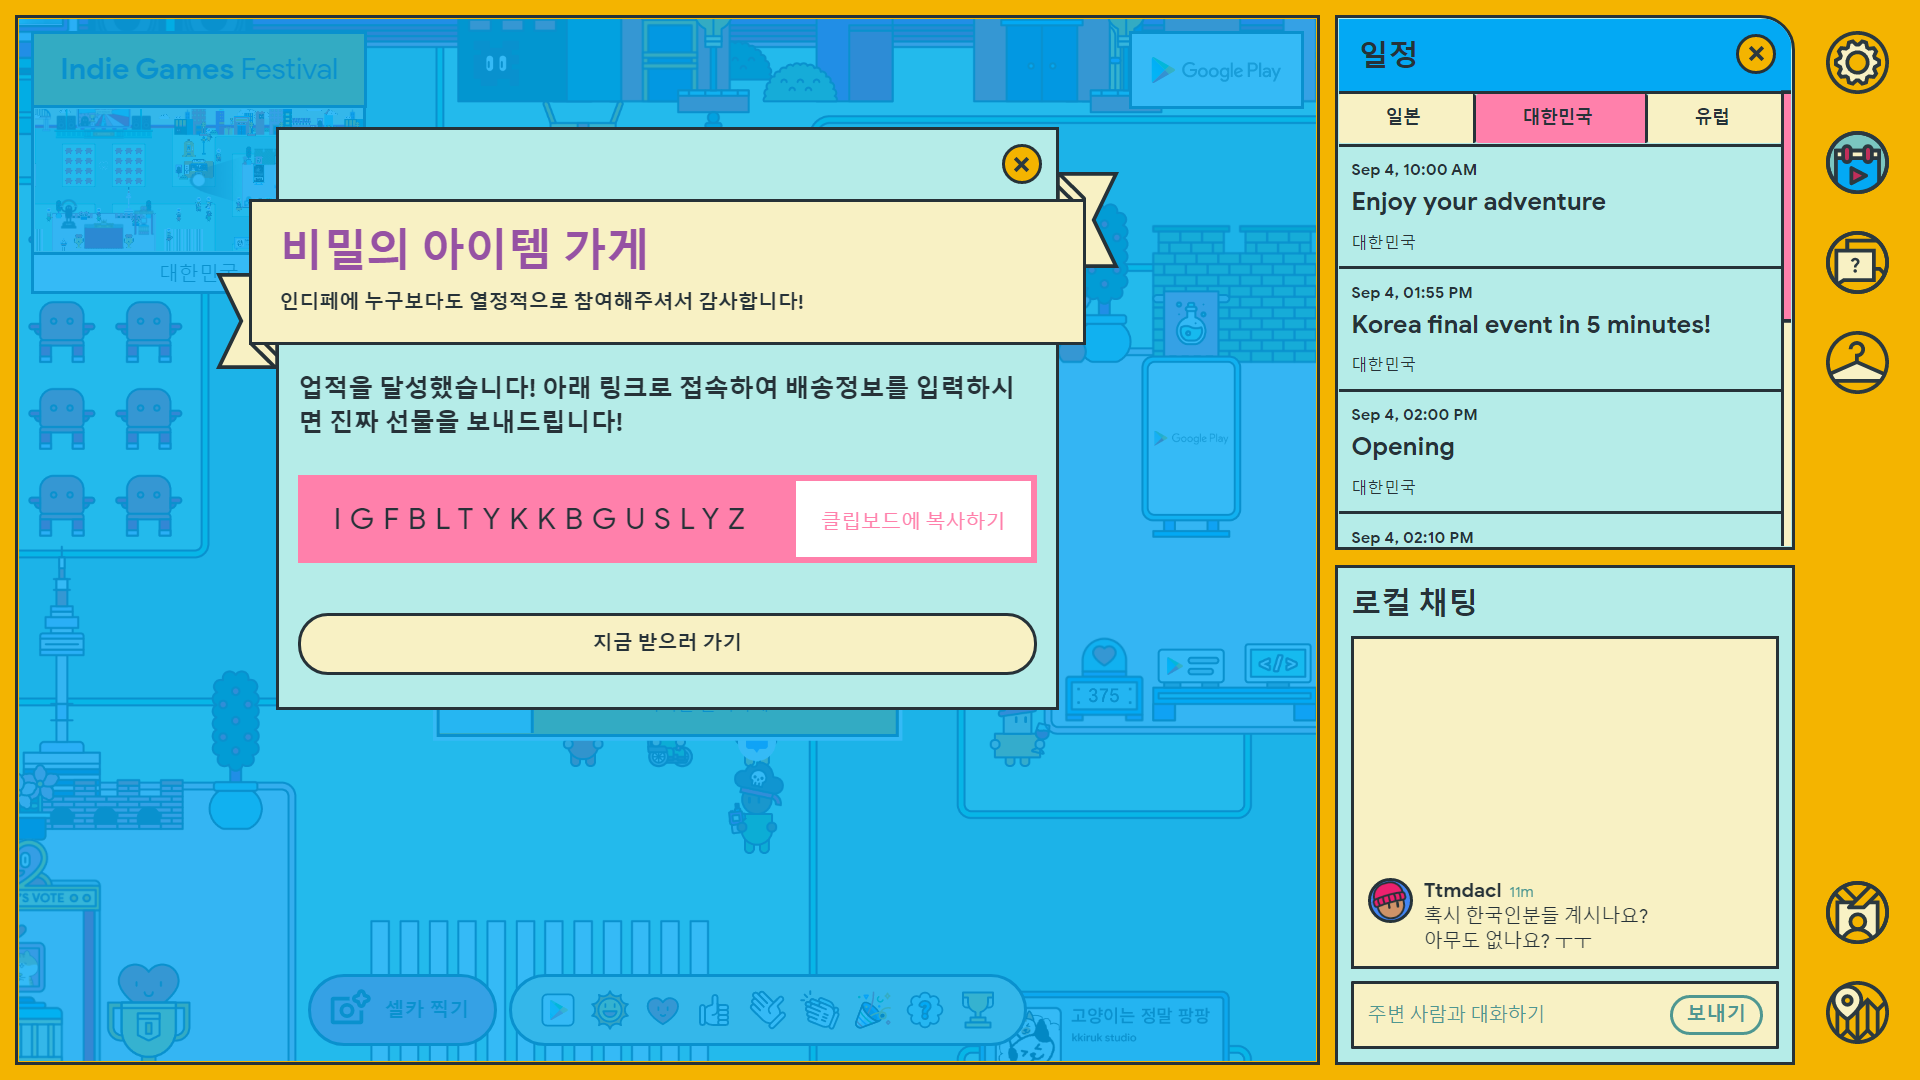 Indie Games Festival
Google Play
대한민국
비밀의 아이템 가게
인디페에 누구보다도 열정적으로 참여해주셔서 감사합니다!
업적을 달성했습니다! 아래 링크로 접속하여 배송정보를 입력하시
면 진짜 선물을 보내드립니다!
IGFBLTYKKBGUSLYZ
클립보드에 복사하기
지금 받으러 가기
Google Play
375
</>
'S VOTE
셀카 찍기
?
고양이는 정말 팡팡
kkiruk studio
일정
일본
대한민국
유럽
Sep 4, 10:00 AM
Enjoy your adventure
대한민국
Sep 4, 01:55 PM
Korea final event in 5 minutes!
대한민국
Sep 4, 02:00 PM
Opening
대한민국
Sep 4, 02:10 PM
로컬 채팅
Ttmdacl 11m
혹시 한국인분들 계시나요?
아무도 없나요? ㅜㅜ
주변 사람과 대화하기
보내기
?